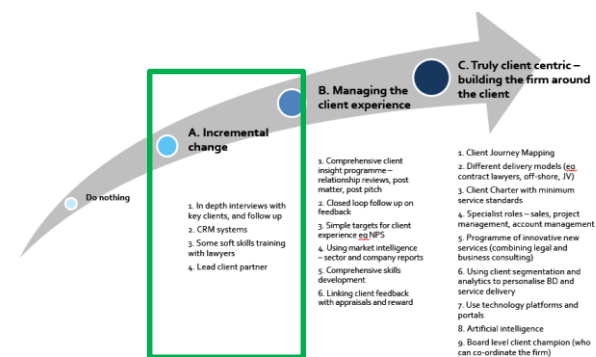 Do nothing
A. Incremental
change
1. In depth interviews with
key clients, and follow up
2. CRM systems
3. Some soft skills training
with lawyers
4. Lead client partner
B. Managing the
client experience
1. Comprehensive client
insight programme –
relationship reviews, post
matter, post pitch
2. Closed loop follow up on
feedback
3. Simple targets for client
experience eg NPS
4. Using market intelligence
– sector and company reports
5. Comprehensive skills
development
6. Linking client feedback
with appraisals and reward
C. Truly client centric –
building the firm around
the client
1. Client Journey Mapping
2. Different delivery models (eg
contract lawyers, off-shore, JV)
3. Client Charter with minimum
service standards
4. Specialist roles – sales, project
management, account management
5. Programme of innovative new
services (combining legal and
business consulting)
6. Using client segmentation and
analytics to personalise BD and
service delivery
7. Use technology platforms and
portals
8. Artificial intelligence
9. Board level client champion (who
can co-ordinate the firm)